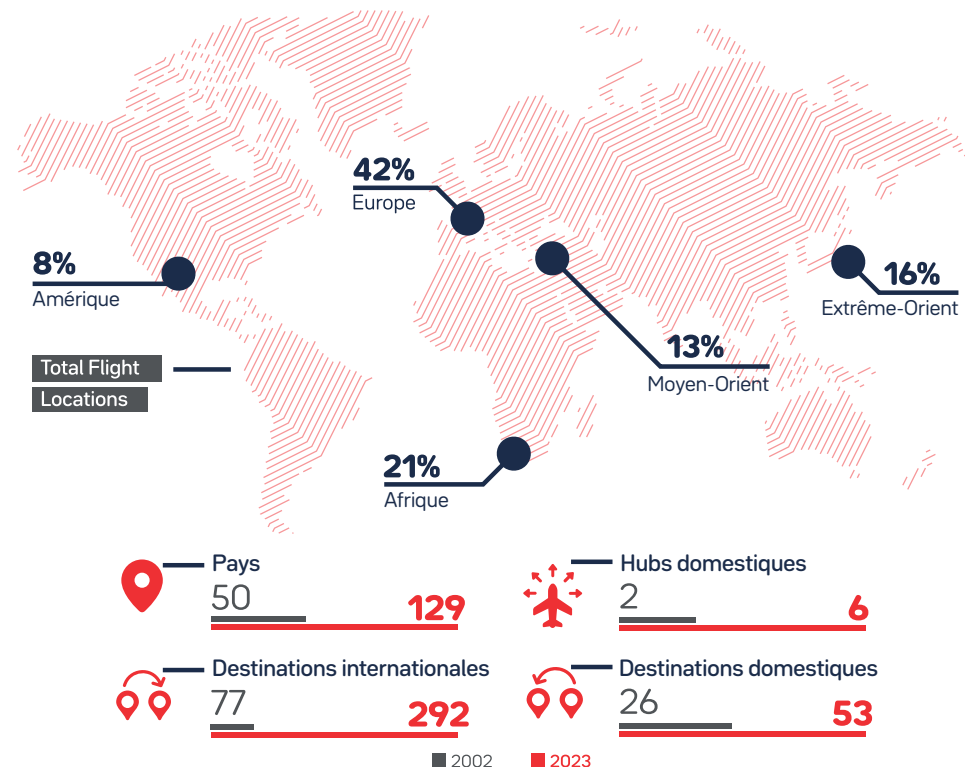 42%
Europe
8%
Amérique
16%
Extrême-Orient
13%
Moyen-Orient
Total Flight
Locations
21%
Afrique
Pays
50
129
Hubs domestiques
2
6
Destinations internationales
77
292
Destinations domestiques
26
53
2002
2023